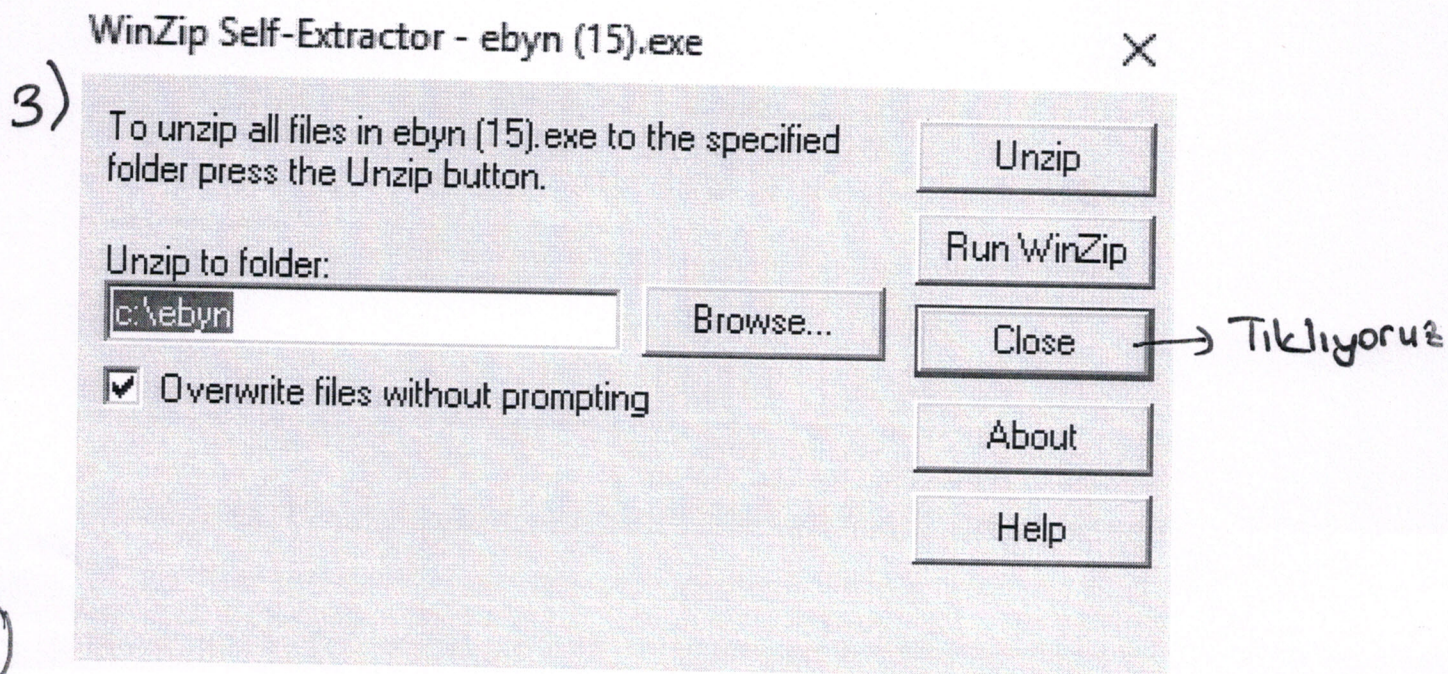 WinZip Self-Extractor - ebyn (15).exe
3)
To unzip all files in ebyn (15).exe to the specified
folder press the Unzip button.
Unzip
Run WinZip
Unzip to folder:
c:\ebyn
Browse...
Close → Tıklıyoruz
Overwrite files without prompting
About
Help
)